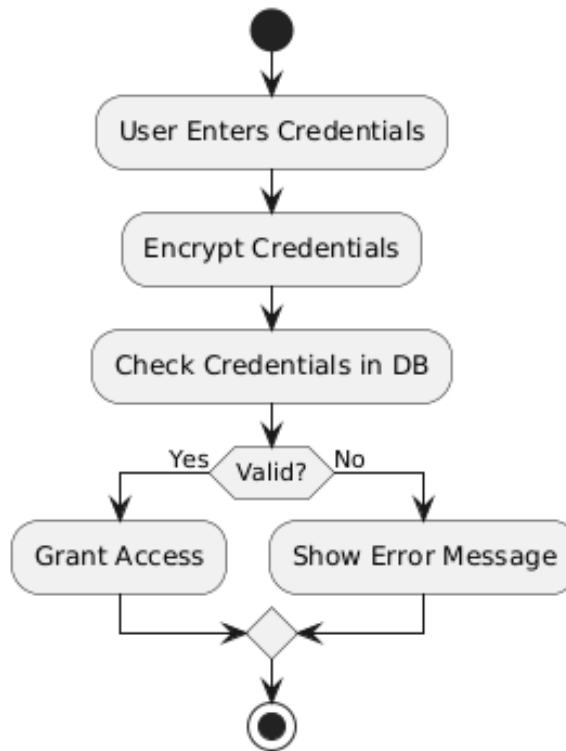 User Enters Credentials
Encrypt Credentials
Check Credentials in DB
Yes
Valid?
No
Grant Access
Show Error Message